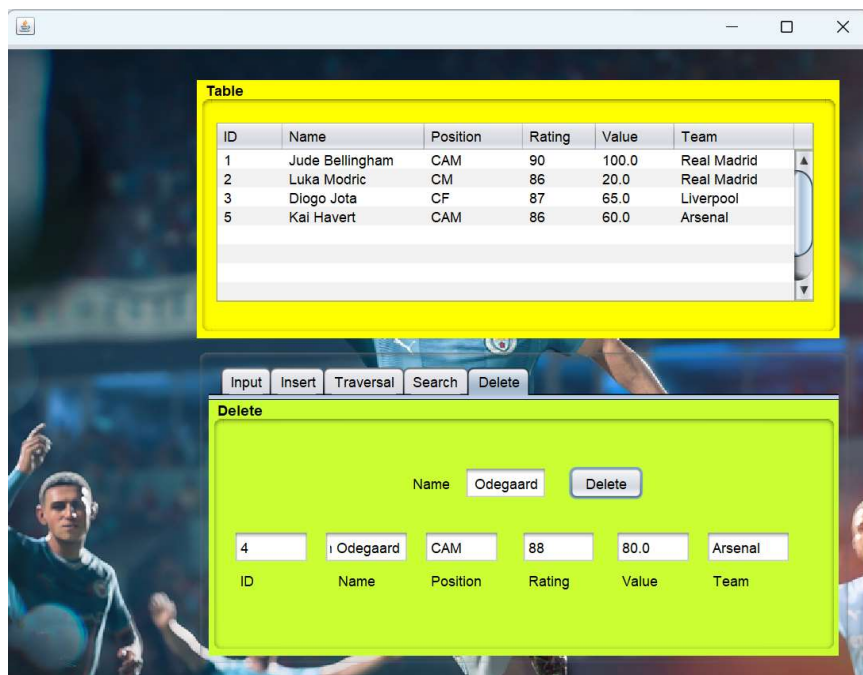 Table
ID Name Position Rating Value Team
1 Jude Bellingham CAM 90 100.0 Real Madrid
2 Luka Modric CM 86 20.0 Real Madrid
3 Diogo Jota CF 87 65.0 Liverpool
5 Kai Havert CAM 86 60.0 Arsenal
Input Insert Traversal Search Delete
Delete
Name Odegaard Delete
4 Odegaard CAM 88 80.0 Arsenal
ID Name Position Rating Value Team